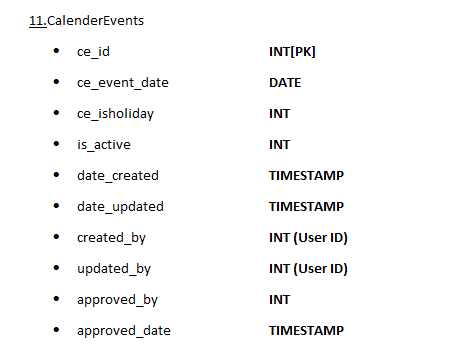 11.CalenderEvents
• ce_id INT[PK]
• ce_event_date DATE
• ce_isholiday INT
• is_active INT
• date_created TIMESTAMP
• date_updated TIMESTAMP
• created_by INT (User ID)
• updated_by INT (User ID)
• approved_by INT
• approved_date TIMESTAMP